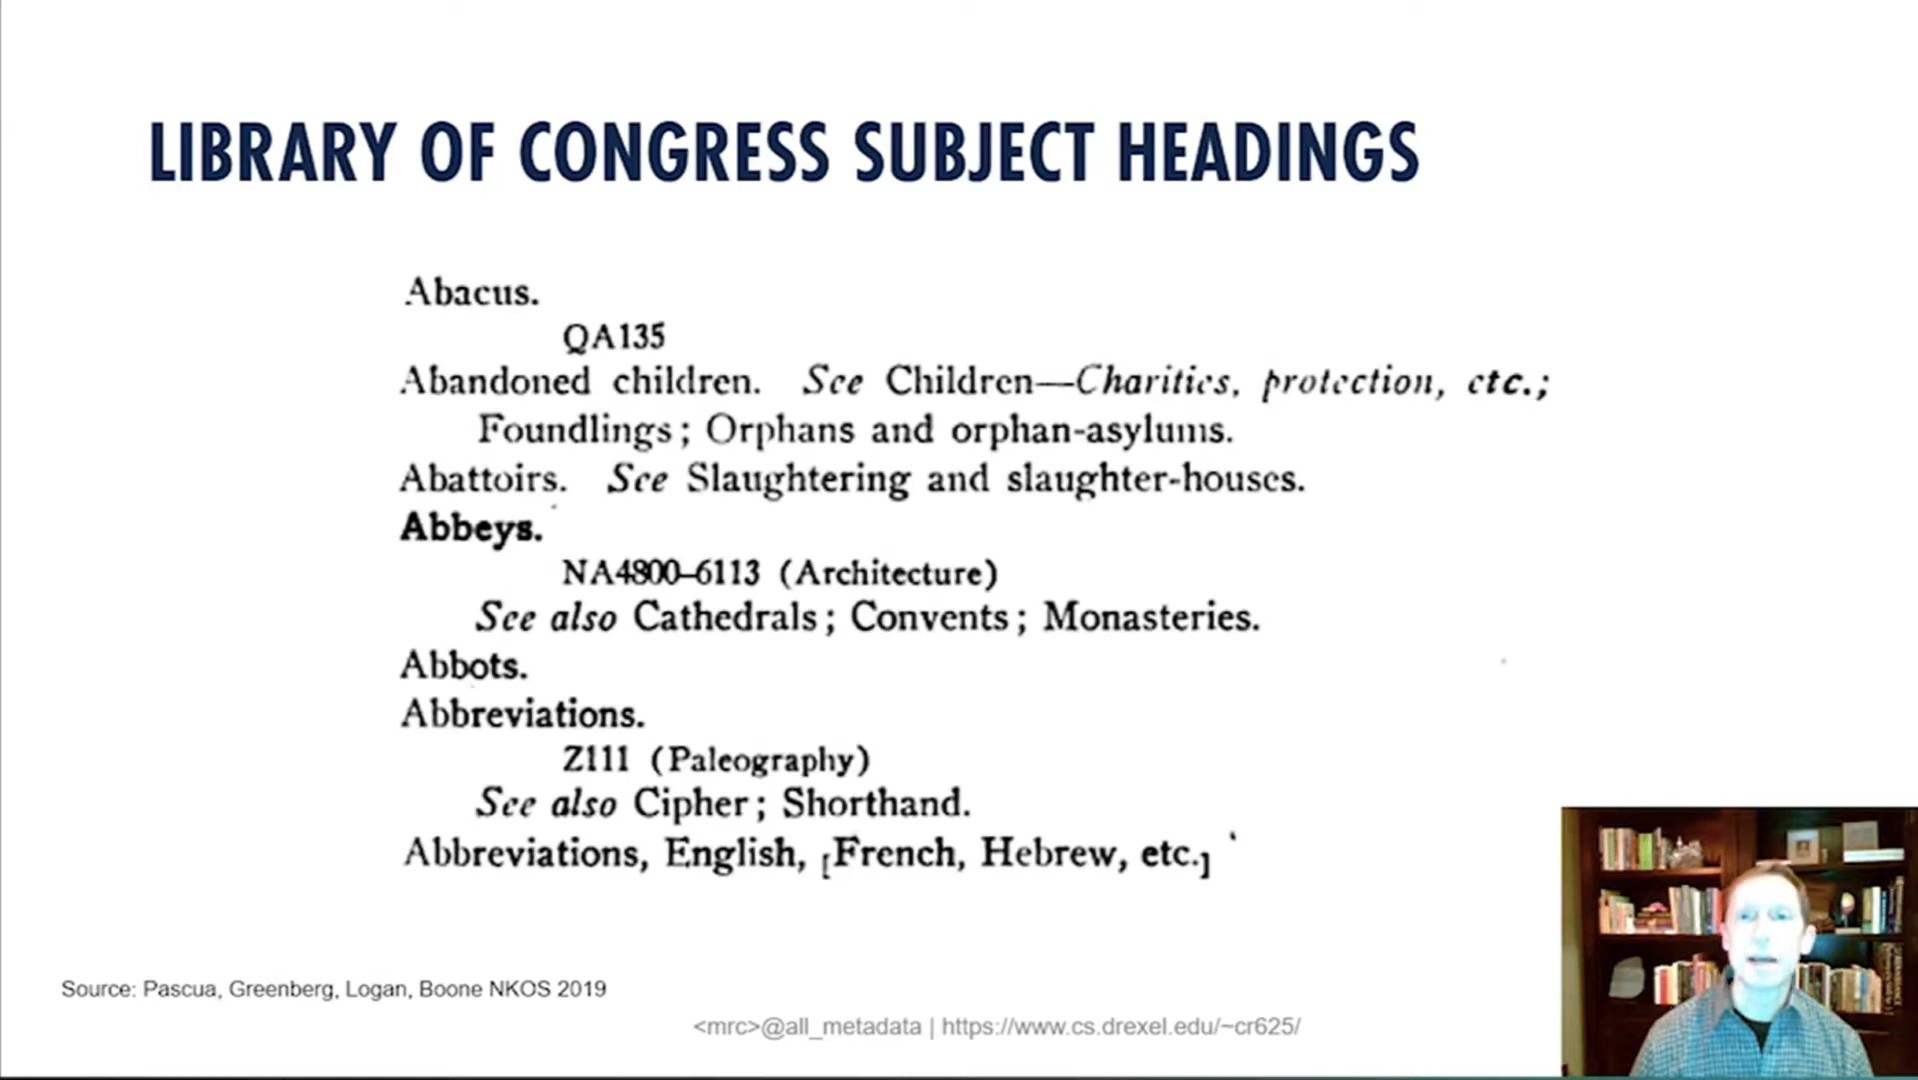 LIBRARY OF CONGRESS SUBJECT HEADINGS
Abacus.
QA135
Abandoned children. See Children—Charities, protection, etc.;
Foundlings; Orphans and orphan-asylums.
Abattoirs. See Slaughtering and slaughter-houses.
Abbeys.
NA4800–6113 (Architecture)
See also Cathedrals; Convents; Monasteries.
Abbots.
Abbreviations.
Z111 (Paleography)
See also Cipher; Shorthand.
Abbreviations, English, [French, Hebrew, etc.]
Source: Pascua, Greenberg, Logan, Boone NKOS 2019
<mrc>@all_metadata | https://www.cs.drexel.edu/~cr625/